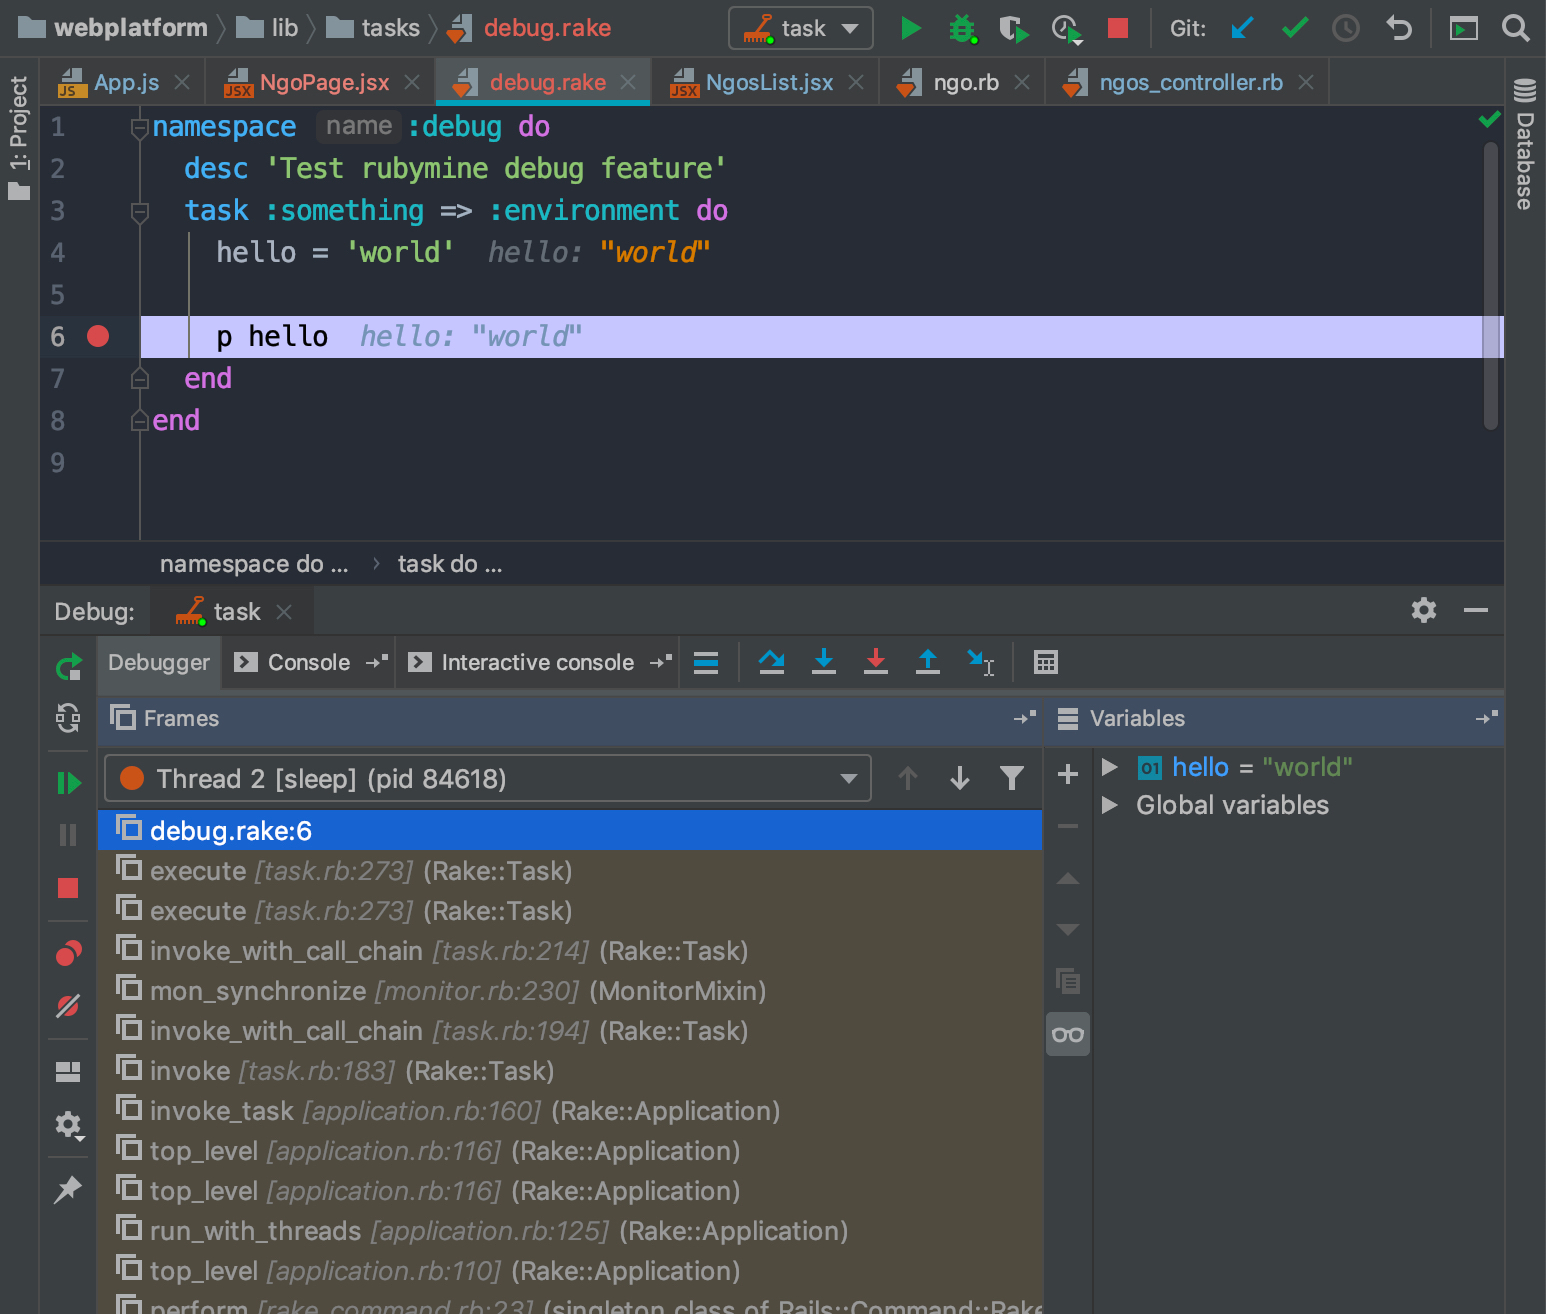 webplatform lib tasks debug.rake task Git:
App.js NgoPage.jsx debug.rake NgosList.jsx ngo.rb ngos_controller.rb
1: Project
Database
1 namespace name :debug do
2 desc 'Test rubymine debug feature'
3 task :something => :environment do
4 hello = 'world' hello: "world"
5
6 p hello hello: "world"
7 end
8 end
9
namespace do ... › task do ...
Debug: task
Debugger Console Interactive console
Frames
Variables
Thread 2 [sleep] (pid 84618)
hello = "world"
Global variables
debug.rake:6
execute [task.rb:273] (Rake::Task)
execute [task.rb:273] (Rake::Task)
invoke_with_call_chain [task.rb:214] (Rake::Task)
mon_synchronize [monitor.rb:230] (MonitorMixin)
invoke_with_call_chain [task.rb:194] (Rake::Task)
invoke [task.rb:183] (Rake::Task)
invoke_task [application.rb:160] (Rake::Application)
top_level [application.rb:116] (Rake::Application)
top_level [application.rb:116] (Rake::Application)
run_with_threads [application.rb:125] (Rake::Application)
top_level [application.rb:110] (Rake::Application)
perform [rake_command.rb:23] (singleton class of Rails::Command::Rake